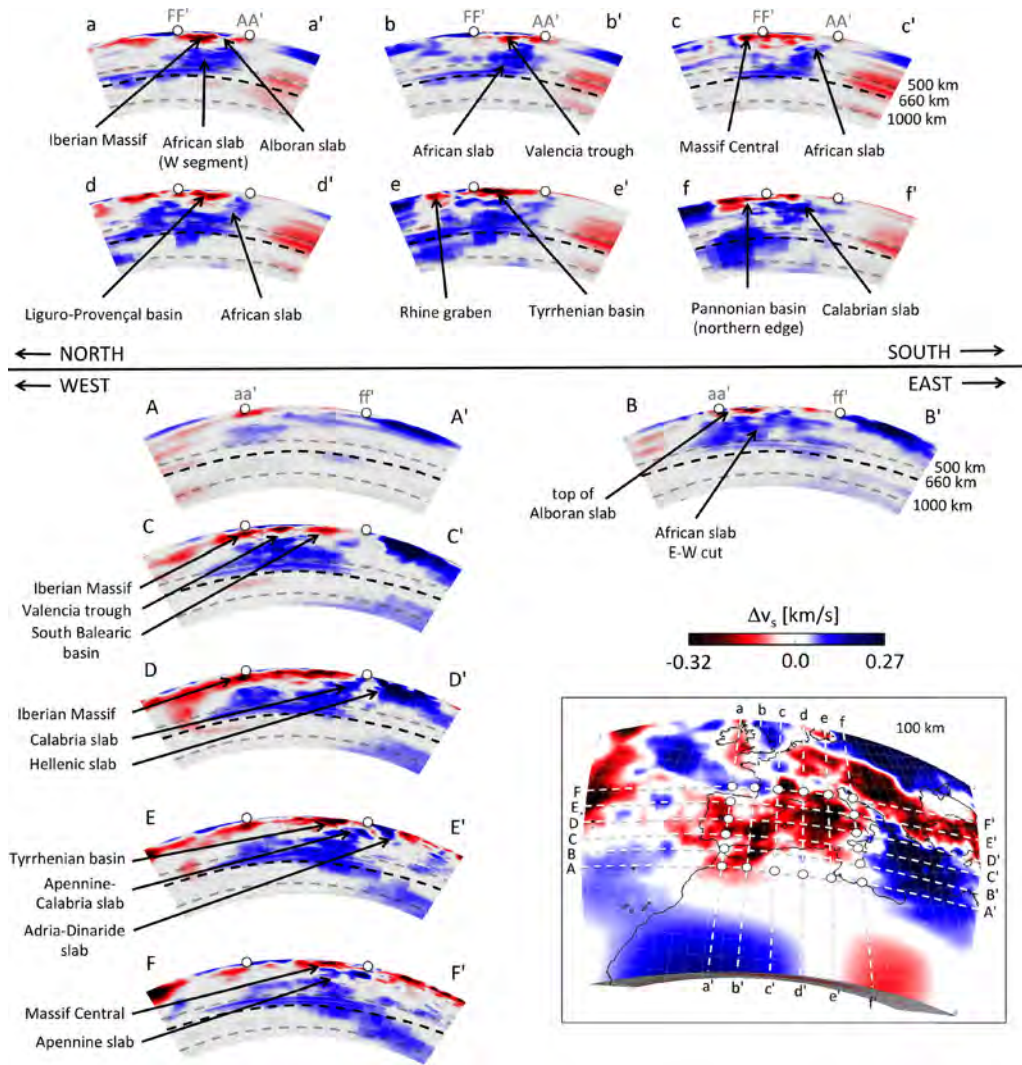 FF' AA'
a a'
Iberian Massif
African slab
(W segment)
Alboran slab
FF' AA'
b b'
African slab
Valencia trough
FF' AA'
c c'
500 km
660 km
1000 km
Massif Central
African slab
d d'
Liguro-Provençal basin
African slab
e e'
Rhine graben
Tyrrhenian basin
f f'
Pannonian basin
(northern edge)
Calabrian slab
NORTH
SOUTH
WEST
EAST
aa' ff'
A A'
aa' ff'
B B'
500 km
660 km
1000 km
top of
Alboran slab
African slab
E-W cut
C C'
Iberian Massif
Valencia trough
South Balearic
basin
D D'
Iberian Massif
Calabria slab
Hellenic slab
E E'
Tyrrhenian basin
Apennine-
Calabria slab
Adria-Dinaride
slab
F F'
Massif Central
Apennine slab
Δvs [km/s]
-0.32 0.0 0.27
100 km
a b c d e f
F
E
D
C
B
A
F'
E'
D'
C'
B'
A'
a' b' c' d' e' f'